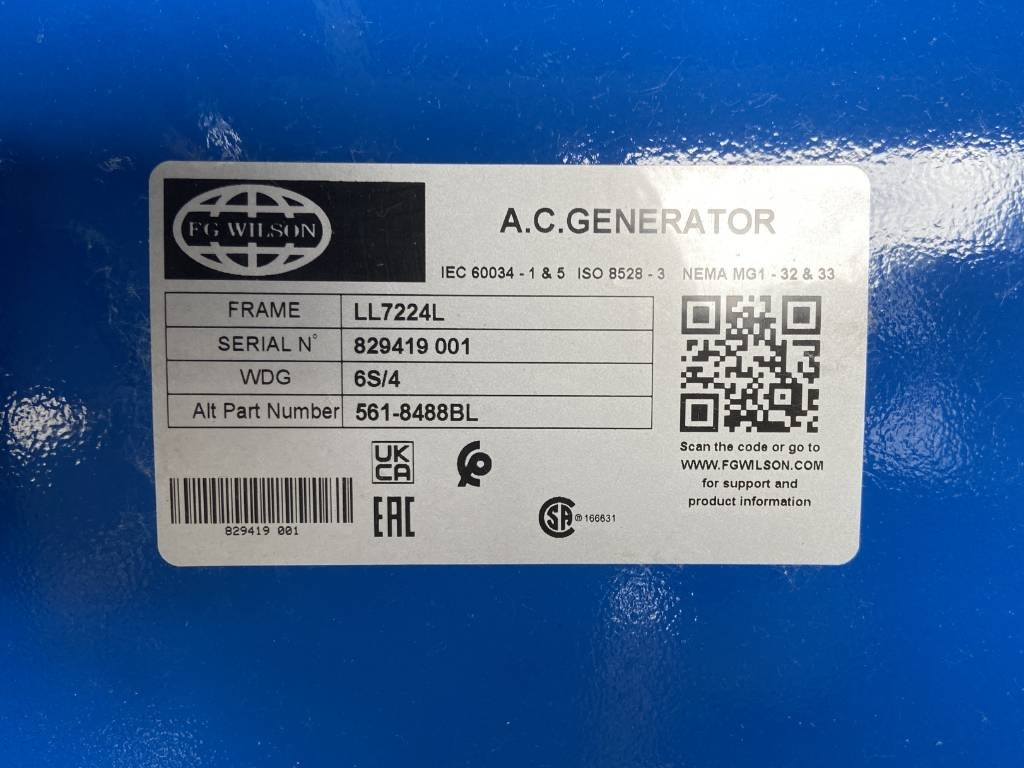 FG WILSON
A.C.GENERATOR
IEC 60034 - 1 & 5 ISO 8528 - 3 NEMA MG1 - 32 & 33
FRAME LL7224L
SERIAL N° 829419 001
WDG 6S/4
Alt Part Number 561-8488BL
Scan the code or go to
WWW.FGWILSON.COM
for support and
product information
UK
CA
EAC
829419 001
SA ® 166631